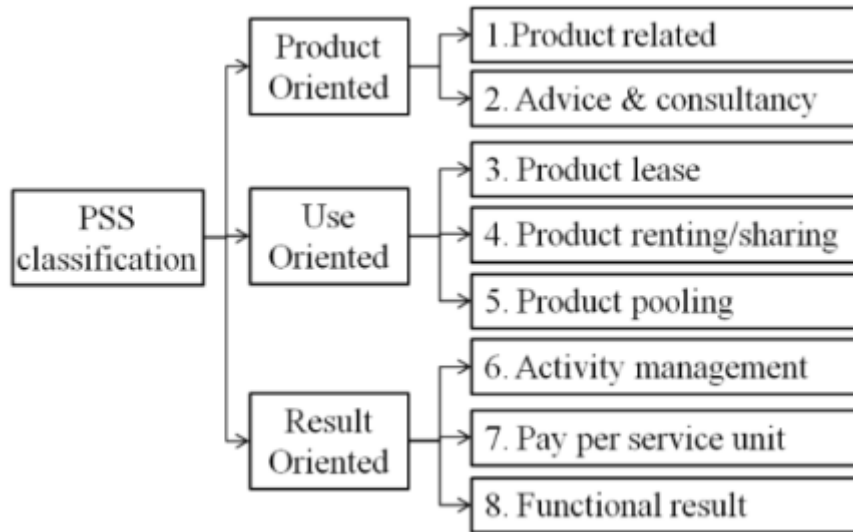 PSS
classification
Product
Oriented
1.Product related
2. Advice & consultancy
Use
Oriented
3. Product lease
4. Product renting/sharing
5. Product pooling
Result
Oriented
6. Activity management
7. Pay per service unit
8. Functional result